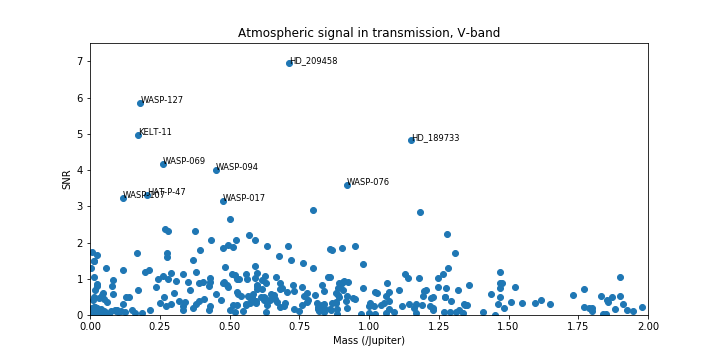 Atmospheric signal in transmission, V-band
7
6
5
4
3
2
1
0
SNR
HD_209458
WASP-127
KELT-11
HD_189733
WASP-069
WASP-094
WASP-076
HAT-P-47
WASP-017
0.00 0.25 0.50 0.75 1.00 1.25 1.50 1.75 2.00
Mass (/Jupiter)